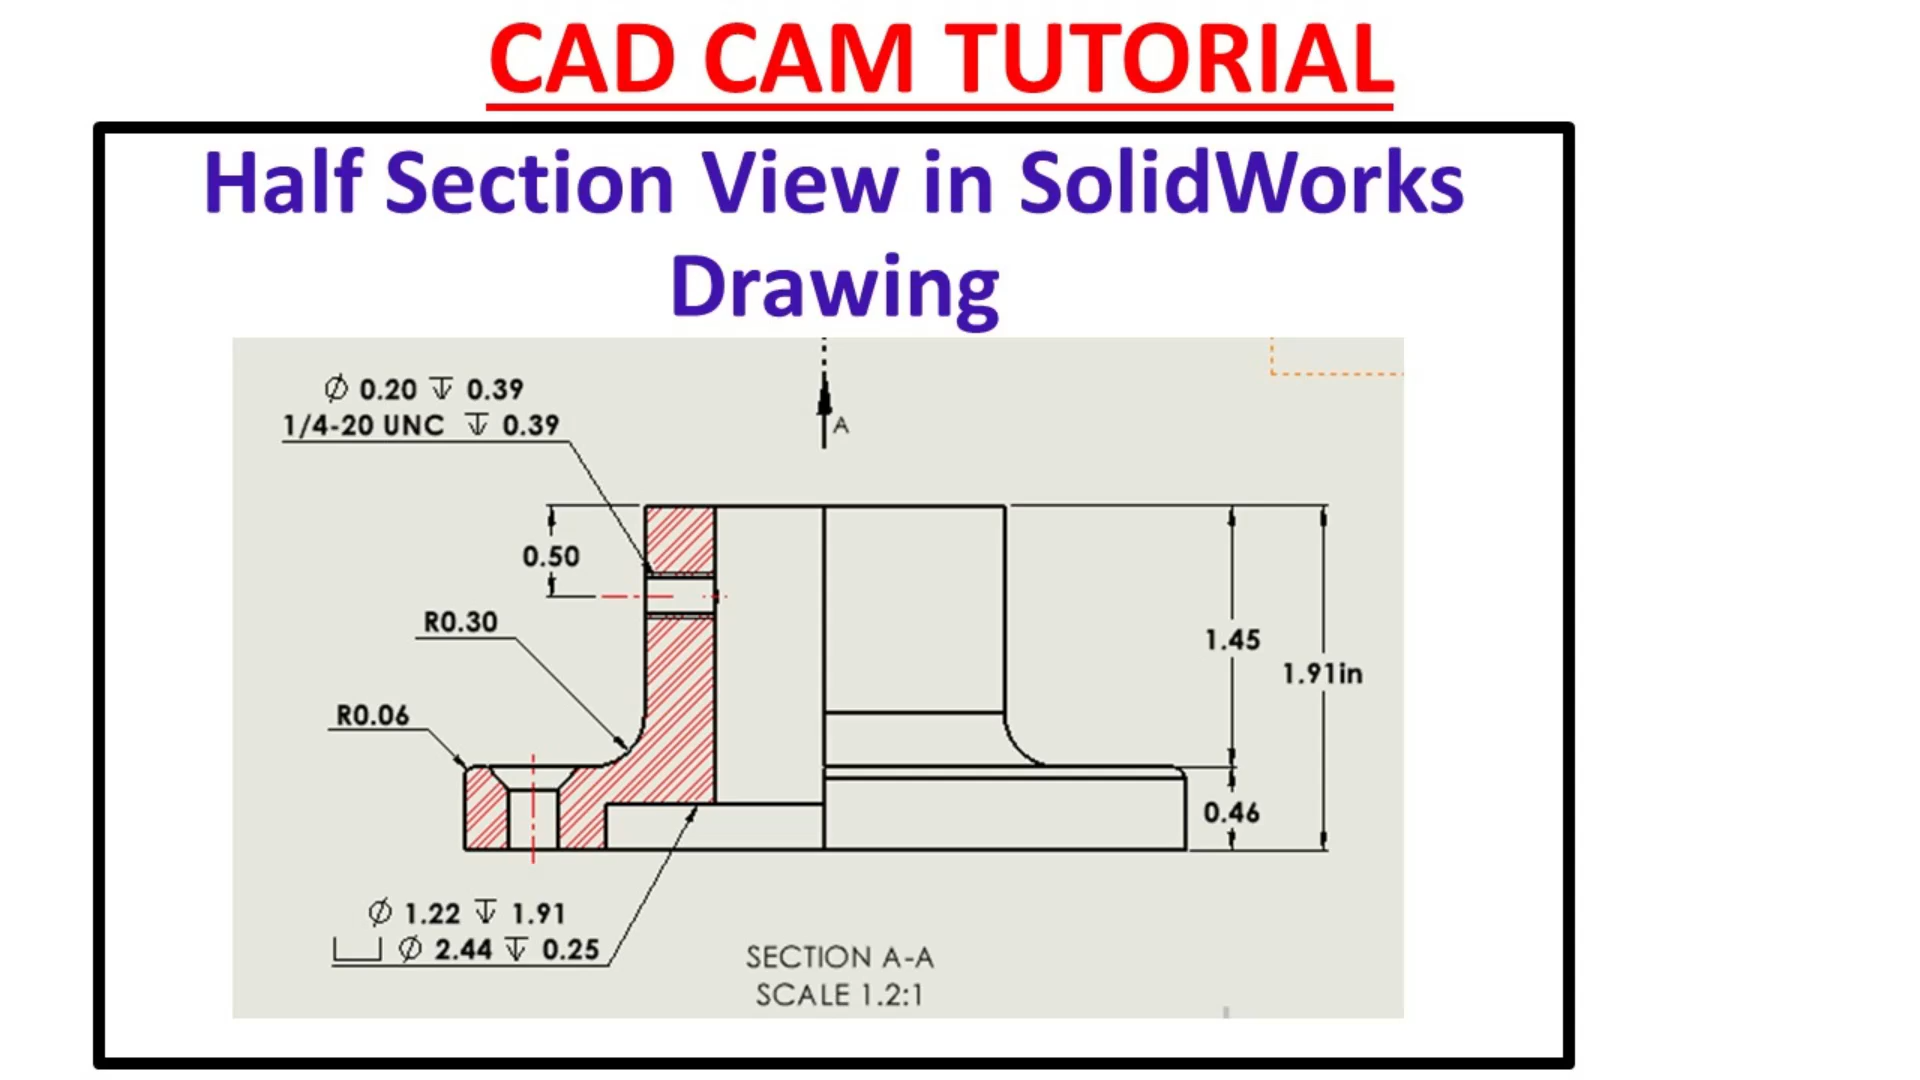 CAD CAM TUTORIAL
Half Section View in SolidWorks
Drawing
⌀ 0.20 ↧ 0.39
1/4-20 UNC ↧ 0.39
A
0.50
R0.30
R0.06
1.45
1.91in
0.46
⌀ 1.22 ↧ 1.91
⌴ ⌀ 2.44 ↧ 0.25
SECTION A-A
SCALE 1.2:1